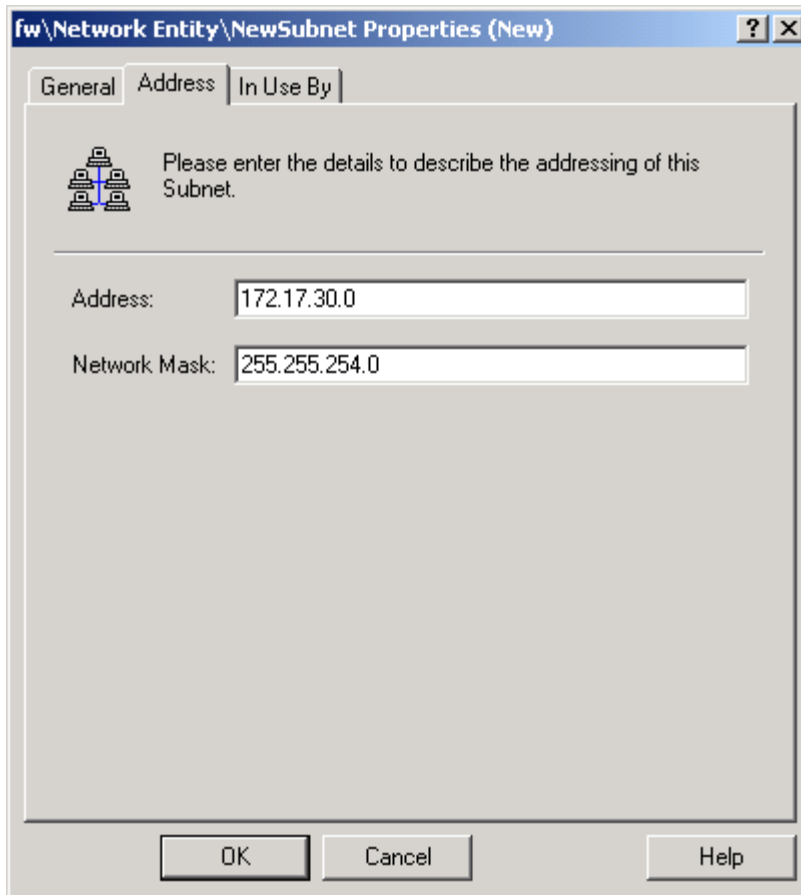 fw\Network Entity\NewSubnet Properties (New)
General Address In Use By
Please enter the details to describe the addressing of this
Subnet.
Address: 172.17.30.0
Network Mask: 255.255.254.0
OK Cancel Help